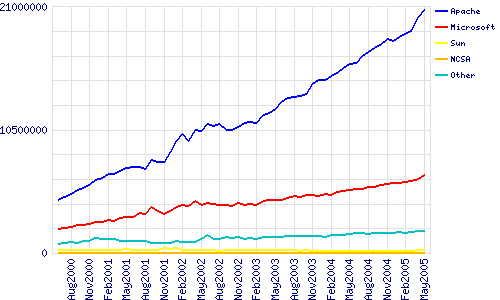 21000000
10500000
0
Apache
Microsoft
Sun
NCSA
Other
Aug2000
Nov2000
Feb2001
May2001
Aug2001
Nov2001
Feb2002
May2002
Aug2002
Nov2002
Feb2003
May2003
Aug2003
Nov2003
Feb2004
May2004
Aug2004
Nov2004
Feb2005
May2005